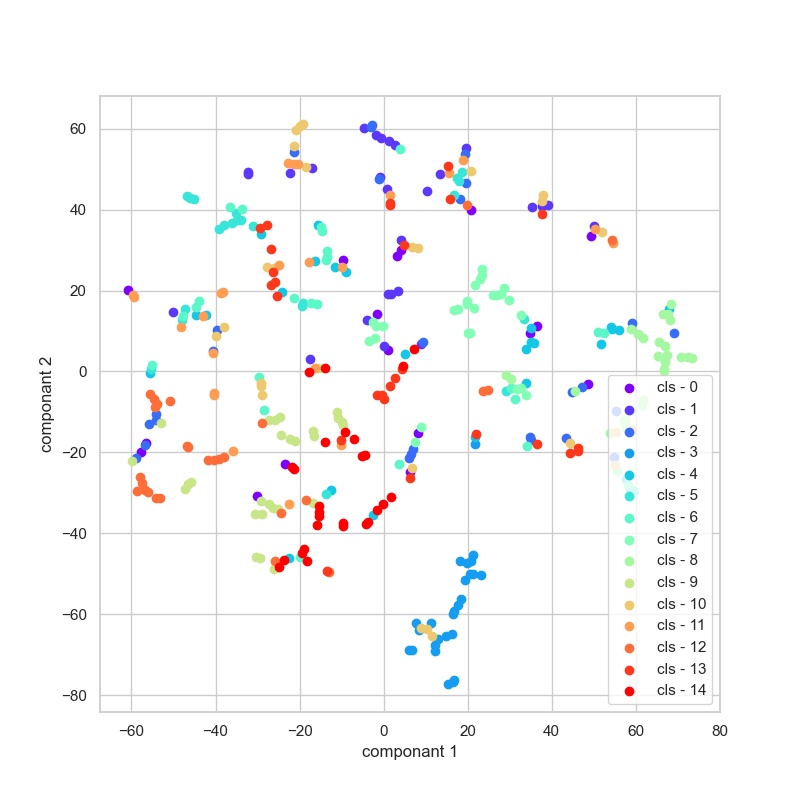 componant 2
60
40
20
0
−20
−40
−60
−80
−60
−40
−20
0
20
40
60
80
componant 1
cls - 0
cls - 1
cls - 2
cls - 3
cls - 4
cls - 5
cls - 6
cls - 7
cls - 8
cls - 9
cls - 10
cls - 11
cls - 12
cls - 13
cls - 14